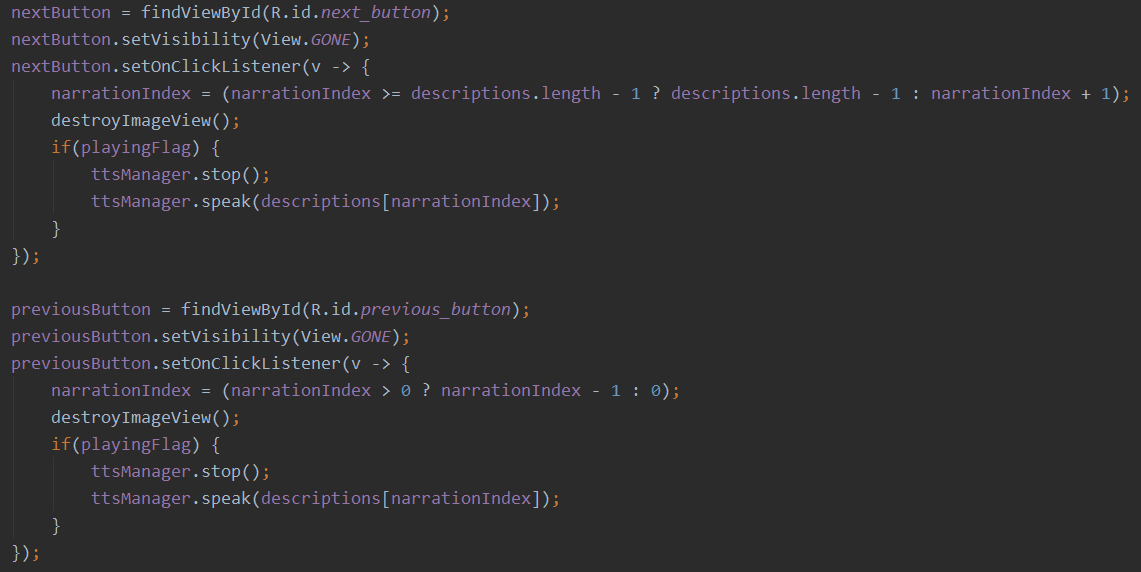 nextButton = findViewById(R.id.next_button);
nextButton.setVisibility(View.GONE);
nextButton.setOnClickListener(v -> {
    narrationIndex = (narrationIndex >= descriptions.length - 1 ? descriptions.length - 1 : narrationIndex + 1);
    destroyImageView();
    if(playingFlag) {
        ttsManager.stop();
        ttsManager.speak(descriptions[narrationIndex]);
    }
});

previousButton = findViewById(R.id.previous_button);
previousButton.setVisibility(View.GONE);
previousButton.setOnClickListener(v -> {
    narrationIndex = (narrationIndex > 0 ? narrationIndex - 1 : 0);
    destroyImageView();
    if(playingFlag) {
        ttsManager.stop();
        ttsManager.speak(descriptions[narrationIndex]);
    }
});